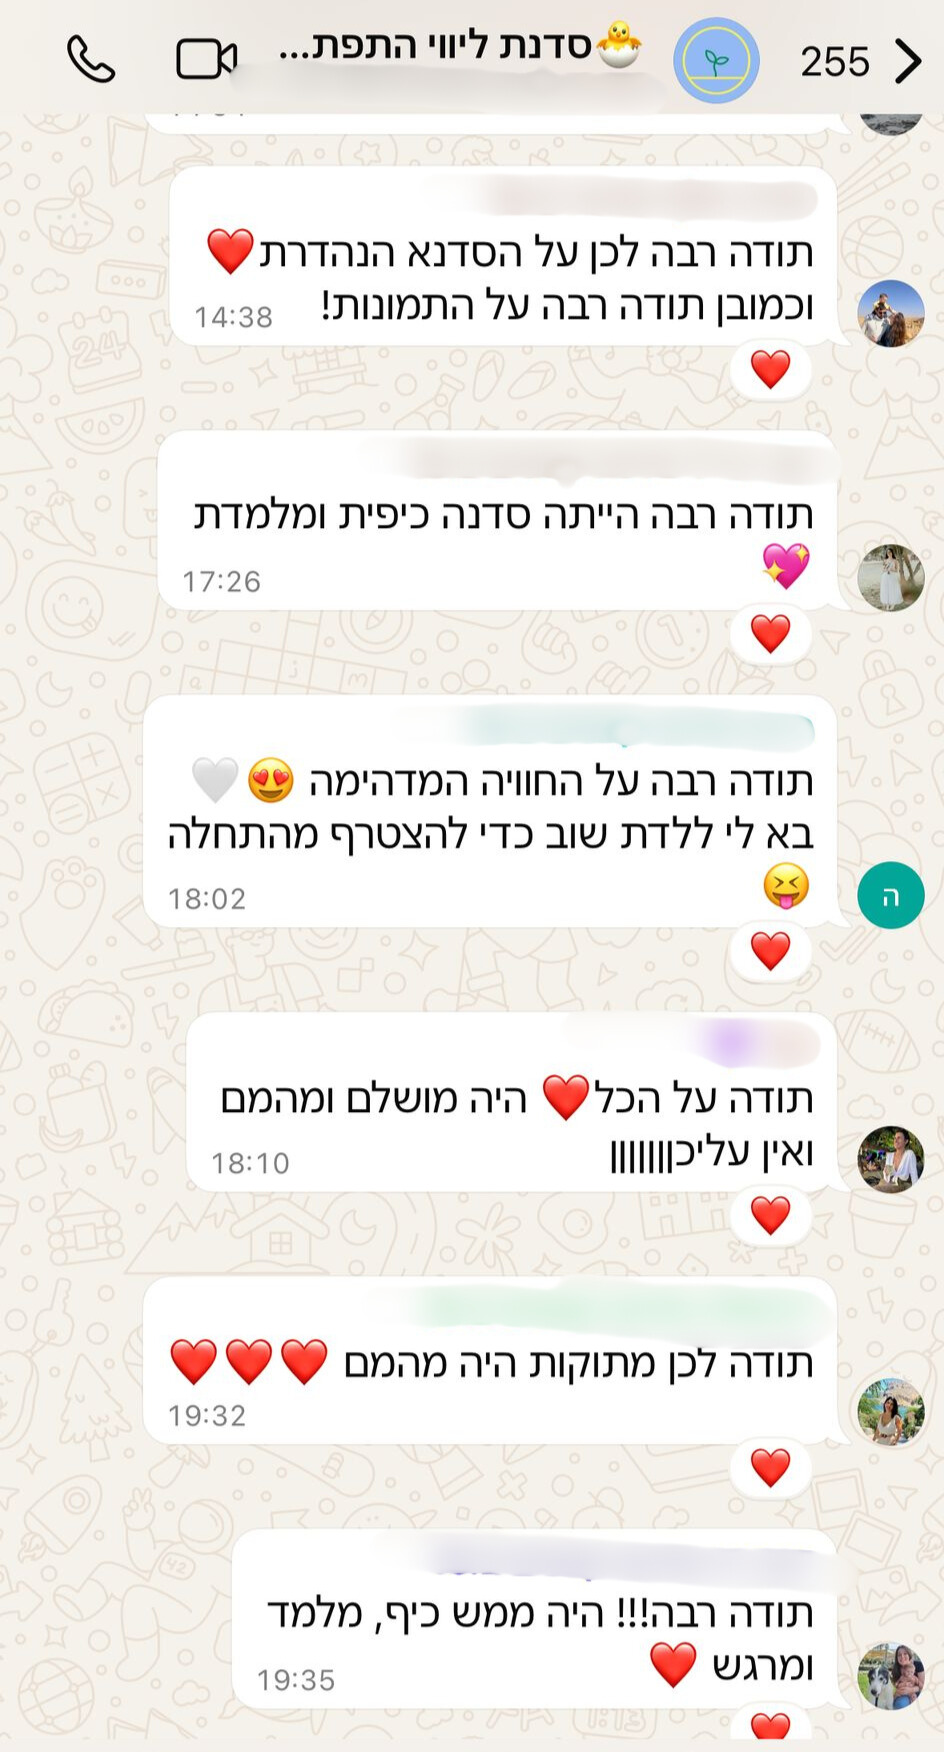 255
🐣סדנת ליווי התפת...
תודה רבה לכן על הסדנא הנהדרת❤️
וכמובן תודה רבה על התמונות!
14:38
❤️
תודה רבה הייתה סדנה כיפית ומלמדת
💖
17:26
❤️
תודה רבה על החוויה המדהימה 😍🤍
בא לי ללדת שוב כדי להצטרף מהתחלה
😝
18:02
ה
❤️
תודה על הכל❤️ היה מושלם ומהמם
ואין עליכןןןןןןן
18:10
❤️
תודה לכן מתוקות היה מהמם ❤️❤️❤️
19:32
❤️
תודה רבה!!! היה ממש כיף, מלמד
ומרגש ❤️
19:35
❤️